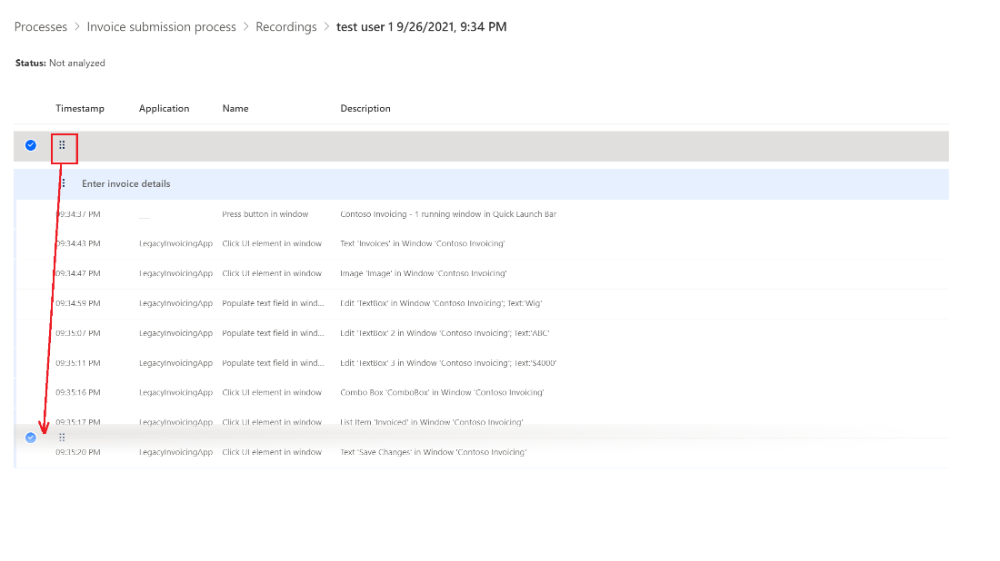 Processes > Invoice submission process > Recordings > test user 1 9/26/2021, 9:34 PM
Status: Not analyzed
Timestamp Application Name Description
Enter invoice details
09:34:37 PM __ Press button in window Contoso Invoicing - 1 running window in Quick Launch Bar
09:34:43 PM LegacyInvoicingApp Click UI element in window Text 'Invoices' in Window 'Contoso Invoicing'
09:34:47 PM LegacyInvoicingApp Click UI element in window Image 'Image' in Window 'Contoso Invoicing'
09:34:59 PM LegacyInvoicingApp Populate text field in wind... Edit 'TextBox' in Window 'Contoso Invoicing'; Text:'Wig'
09:35:07 PM LegacyInvoicingApp Populate text field in wind... Edit 'TextBox' 2 in Window 'Contoso Invoicing'; Text:'ABC'
09:35:11 PM LegacyInvoicingApp Populate text field in wind... Edit 'TextBox' 3 in Window 'Contoso Invoicing'; Text:'$4000'
09:35:16 PM LegacyInvoicingApp Click UI element in window Combo Box 'ComboBox' in Window 'Contoso Invoicing'
09:35:17 PM LegacyInvoicingApp Click UI element in window List Item 'Invoiced' in Window 'Contoso Invoicing'
09:35:20 PM LegacyInvoicingApp Click UI element in window Text 'Save Changes' in Window 'Contoso Invoicing'